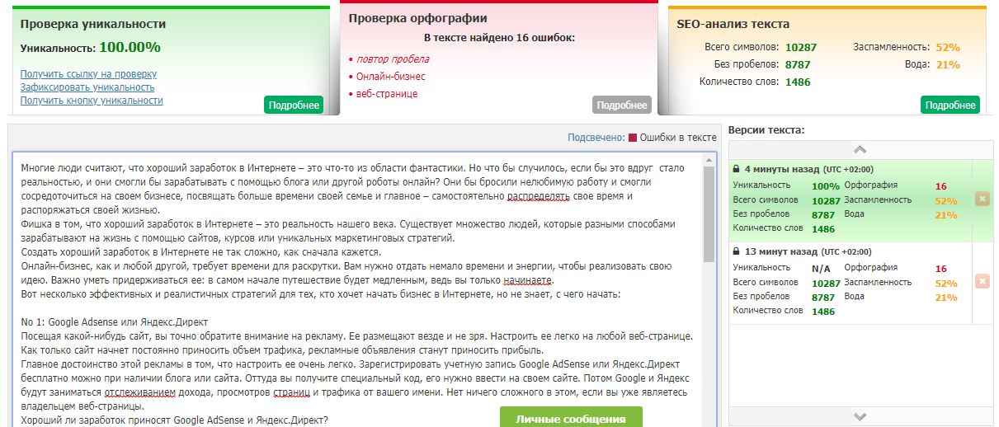 Проверка уникальности
Уникальность: 100.00%
Получить ссылку на проверку
Зафиксировать уникальность
Получить кнопку уникальности
Подробнее
Проверка орфографии
В тексте найдено 16 ошибок:
• повтор пробела
• Онлайн-бизнес
• веб-странице
Подробнее
SEO-анализ текста
Всего символов: 10287 Заспамленность: 52%
Без пробелов: 8787 Вода: 21%
Количество слов: 1486
Подробнее
Подсвечено: Ошибки в тексте
Многие люди считают, что хороший заработок в Интернете – это что-то из области фантастики. Но что бы случилось, если бы это вдруг  стало
реальностью, и они смогли бы зарабатывать с помощью блога или другой роботы онлайн? Они бы бросили нелюбимую работу и смогли
сосредоточиться на своем бизнесе, посвящать больше времени своей семье и главное – самостоятельно распределять свое время и
распоряжаться своей жизнью.
Фишка в том, что хороший заработок в Интернете – это реальность нашего века. Существует множество людей, которые разными способами
зарабатывают на жизнь с помощью сайтов, курсов или уникальных маркетинговых стратегий.
Создать хороший заработок в Интернете не так сложно, как сначала кажется.
Онлайн-бизнес, как и любой другой, требует времени для раскрутки. Вам нужно отдать немало времени и энергии, чтобы реализовать свою
идею. Важно уметь придерживаться ее: в самом начале путешествие будет медленным, ведь вы только начинаете.
Вот несколько эффективных и реалистичных стратегий для тех, кто хочет начать бизнес в Интернете, но не знает, с чего начать:
No 1: Google Adsense или Яндекс.Директ
Посещая какой-нибудь сайт, вы точно обратите внимание на рекламу. Ее размещают везде и не зря. Настроить ее легко на любой веб-странице.
Как только сайт начнет постоянно приносить объем трафика, рекламные объявления станут приносить прибыль.
Главное достоинство этой рекламы в том, что настроить ее очень легко. Зарегистрировать учетную запись Google AdSense или Яндекс.Директ
бесплатно можно при наличии блога или сайта. Оттуда вы получите специальный код, его нужно ввести на своем сайте. Потом Google и Яндекс
будут заниматься отслеживанием дохода, просмотров страниц и трафика от вашего имени. Нет ничего сложного в этом, если вы уже являетесь
владельцем веб-страницы.
Хороший ли заработок приносят Google AdSense и Яндекс.Директ?
Личные сообщения
Версии текста:
4 минуты назад (UTC +02:00)
Уникальность 100% Орфография 16
Всего символов 10287 Заспамленность 52%
Без пробелов 8787 Вода 21%
Количество слов 1486
13 минут назад (UTC +02:00)
Уникальность N/A Орфография 16
Всего символов 10287 Заспамленность 52%
Без пробелов 8787 Вода 21%
Количество слов 1486